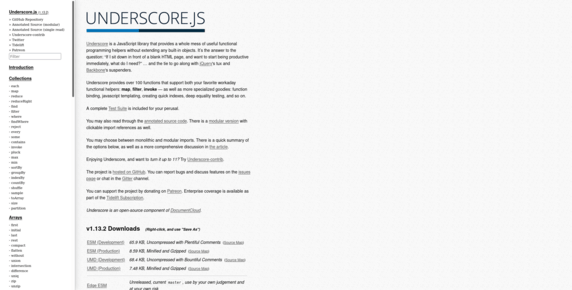 Underscore.js (1.13.2)
» GitHub Repository
» Annotated Source (modular)
» Annotated Source (single read)
» Underscore-contrib
» Twitter
» Tidelift
» Patreon
Filter
Introduction
Collections
- each
- map
- reduce
- reduceRight
- find
- filter
- where
- findWhere
- reject
- every
- some
- contains
- invoke
- pluck
- max
- min
- sortBy
- groupBy
- indexBy
- countBy
- shuffle
- sample
- toArray
- size
- partition
Arrays
- first
- initial
- last
- rest
- compact
- flatten
- without
- union
- intersection
- difference
- uniq
- zip
- unzip
UNDERSCORE.JS
Underscore is a JavaScript library that provides a whole mess of useful functional
programming helpers without extending any built-in objects. It's the answer to the
question: "If I sit down in front of a blank HTML page, and want to start being productive
immediately, what do I need?" ... and the tie to go along with jQuery's tux and
Backbone's suspenders.
Underscore provides over 100 functions that support both your favorite workaday
functional helpers: map, filter, invoke — as well as more specialized goodies: function
binding, javascript templating, creating quick indexes, deep equality testing, and so on.
A complete Test Suite is included for your perusal.
You may also read through the annotated source code. There is a modular version with
clickable import references as well.
You may choose between monolithic and modular imports. There is a quick summary of
the options below, as well as a more comprehensive discussion in the article.
Enjoying Underscore, and want to turn it up to 11? Try Underscore-contrib.
The project is hosted on GitHub. You can report bugs and discuss features on the issues
page or chat in the Gitter channel.
You can support the project by donating on Patreon. Enterprise coverage is available as
part of the Tidelift Subscription.
Underscore is an open-source component of DocumentCloud.
v1.13.2 Downloads (Right-click, and use "Save As")
ESM (Development) 65.9 KB, Uncompressed with Plentiful Comments (Source Map)
ESM (Production) 8.59 KB, Minified and Gzipped (Source Map)
UMD (Development) 68.4 KB, Uncompressed with Bountiful Comments (Source Map)
UMD (Production) 7.48 KB, Minified and Gzipped (Source Map)
Edge ESM Unreleased, current master, use by your own judgement and
at your own risk.